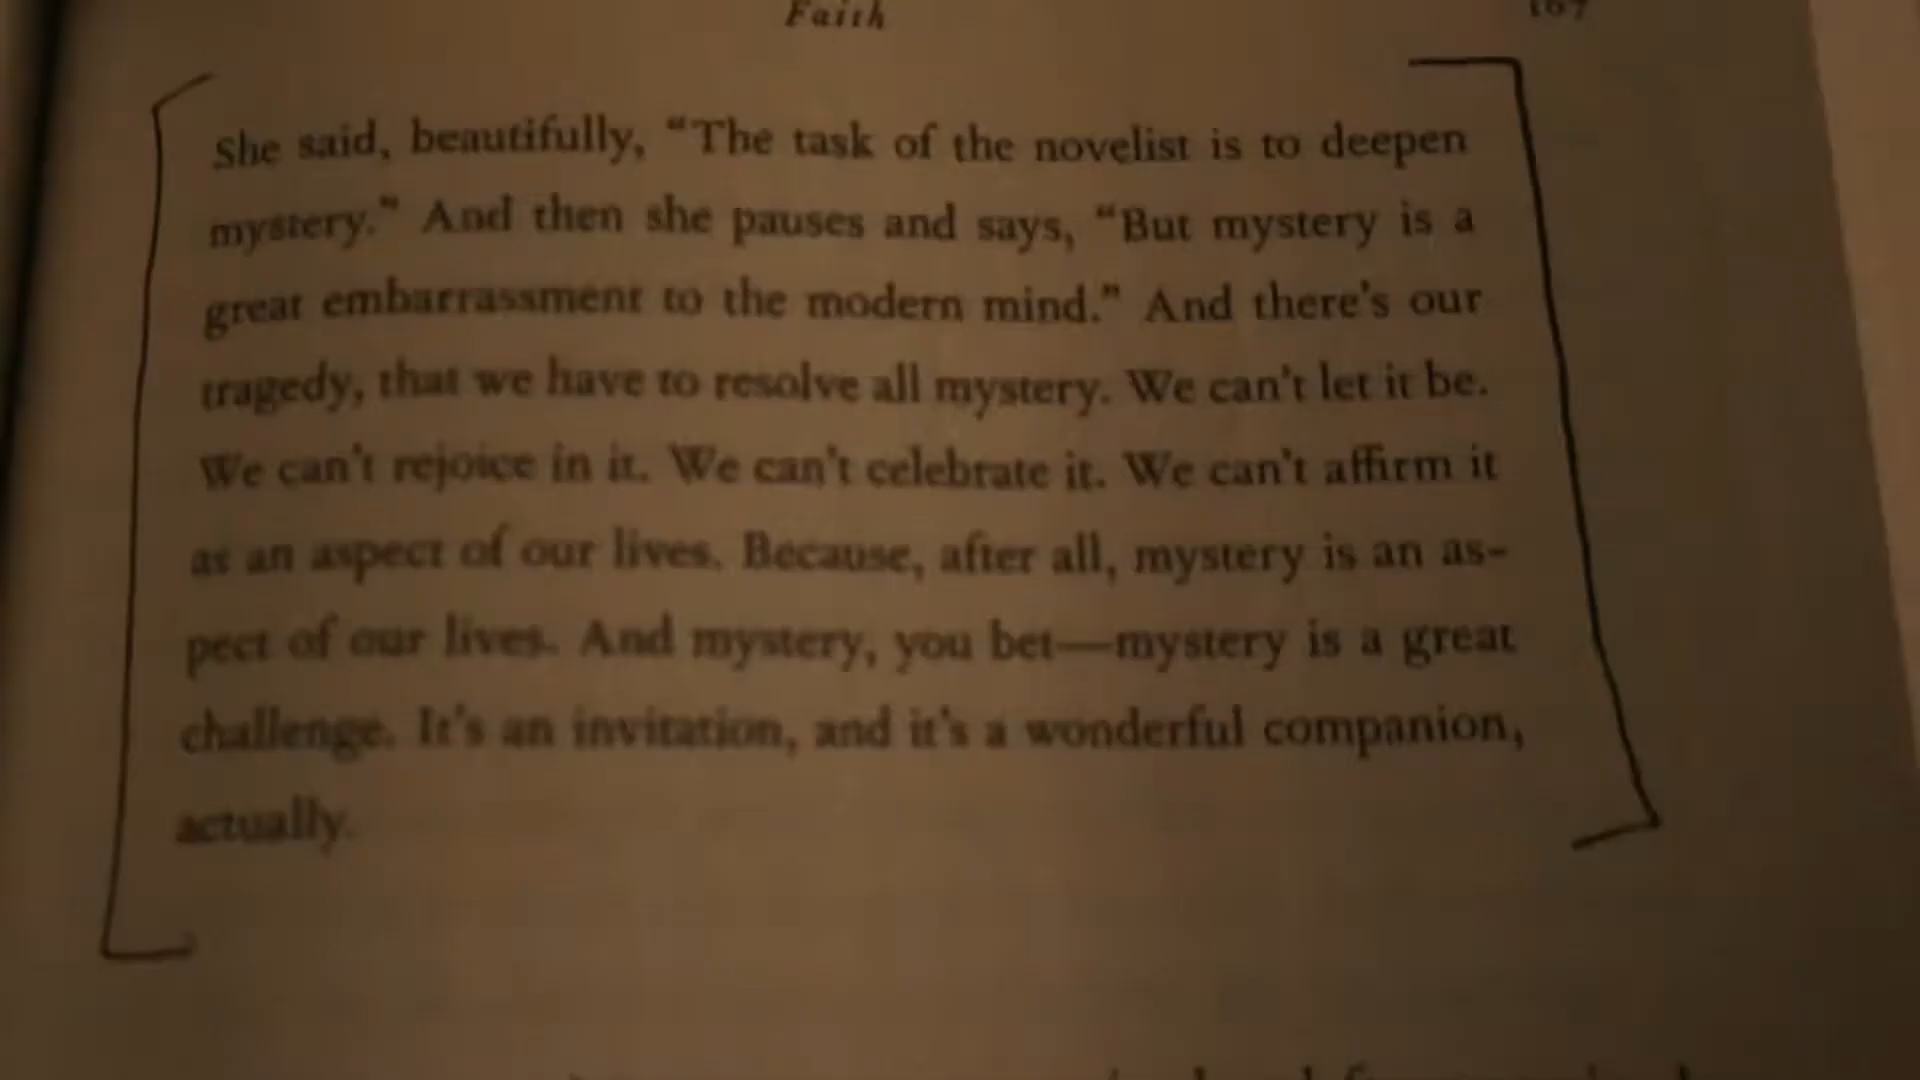 Faith 167
She said, beautifully, “The task of the novelist is to deepen
mystery.” And then she pauses and says, “But mystery is a
great embarrassment to the modern mind.” And there's our
tragedy, that we have to resolve all mystery. We can't let it be.
We can't rejoice in it. We can't celebrate it. We can't affirm it
as an aspect of our lives. Because, after all, mystery is an as-
pect of our lives. And mystery, you bet—mystery is a great
challenge. It's an invitation, and it's a wonderful companion,
actually.